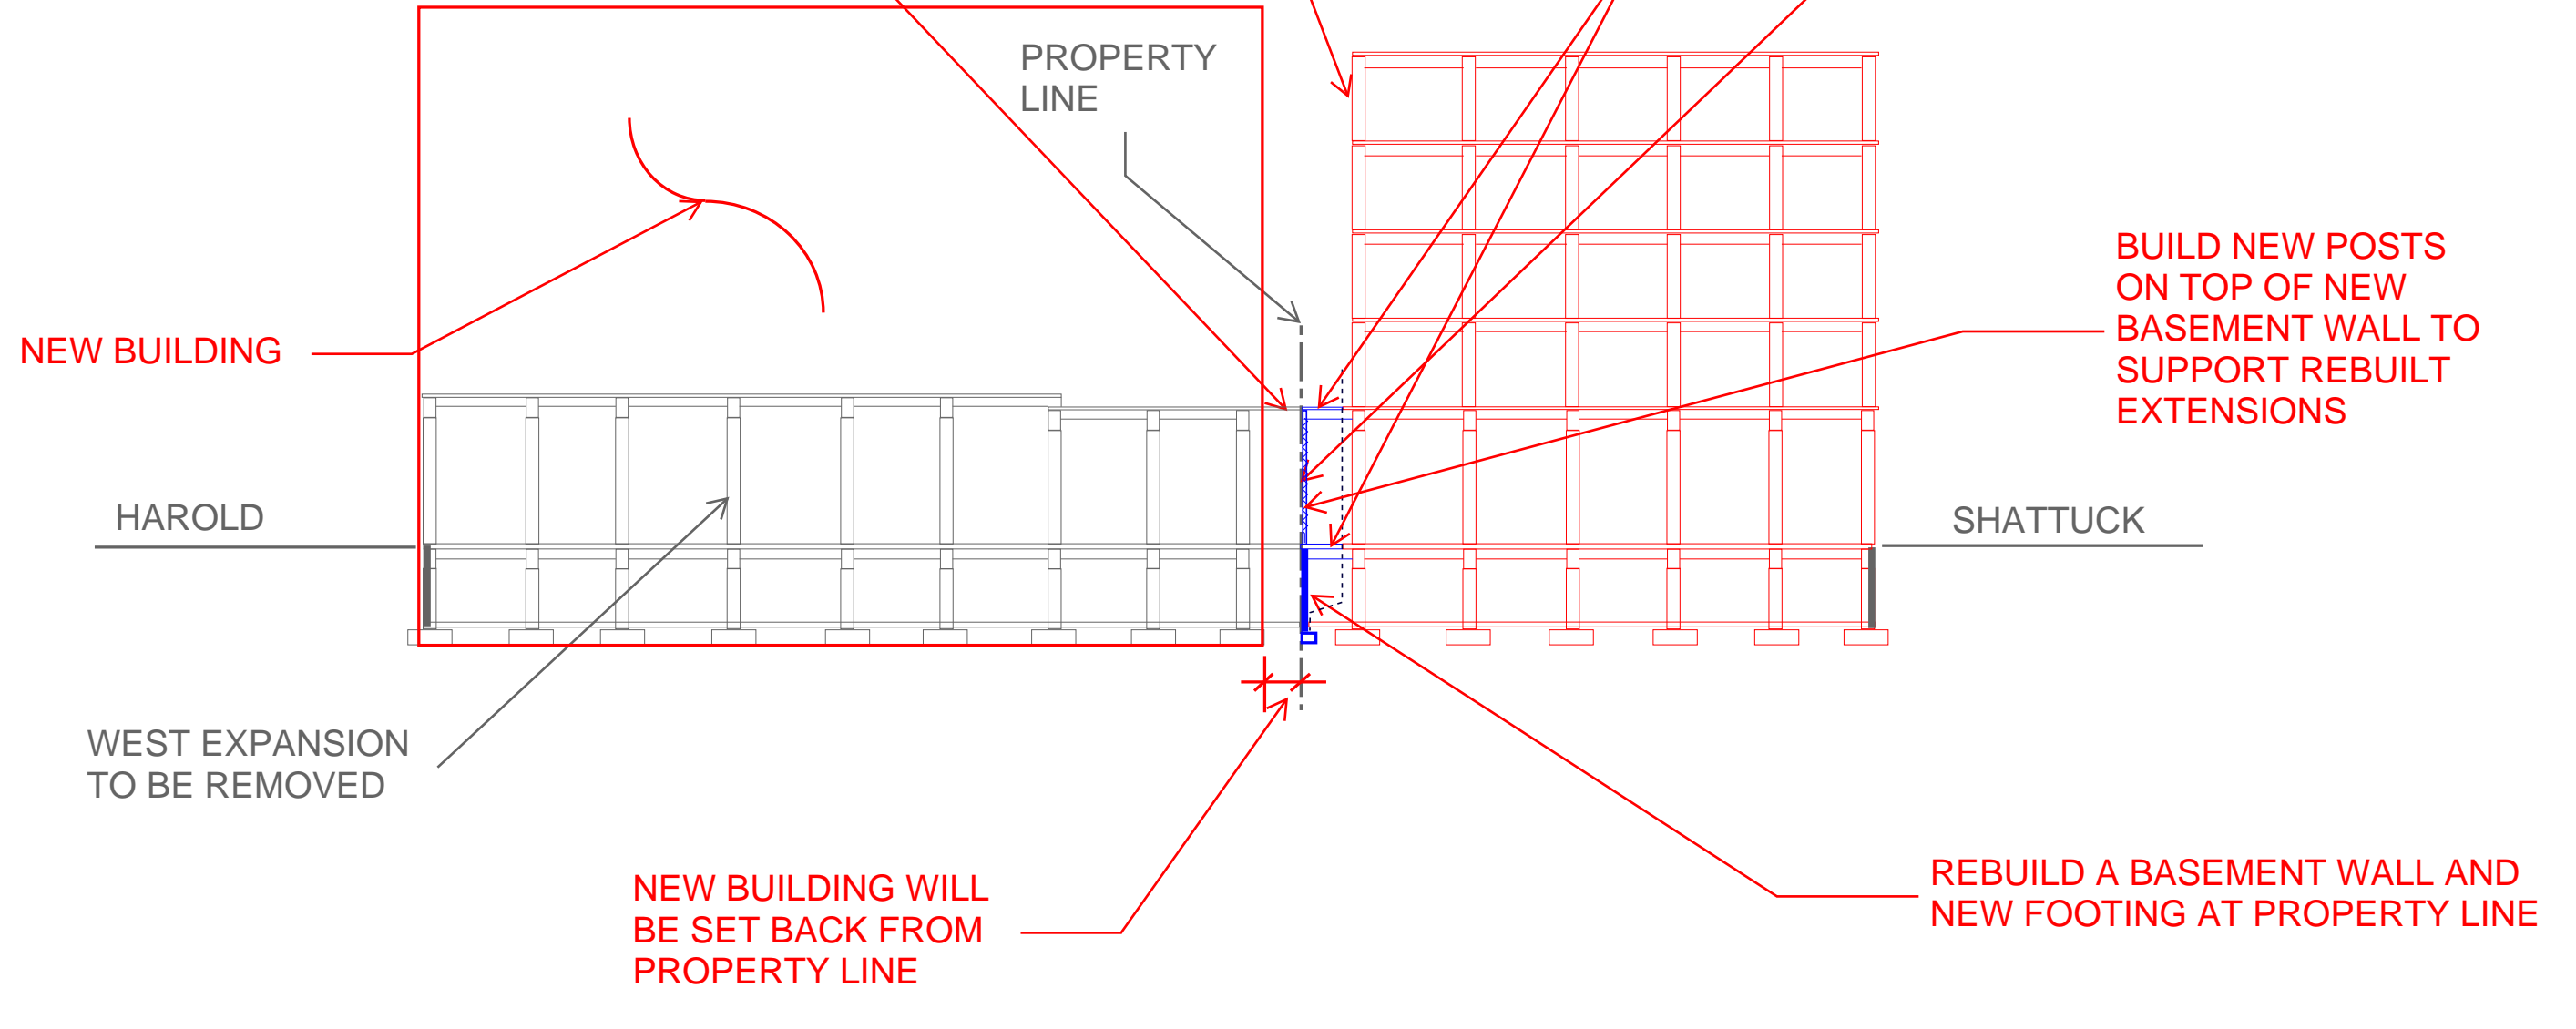 PROPERTY
LINE
BUILD NEW POSTS
ON TOP OF NEW
BASEMENT WALL TO
SUPPORT REBUILT
EXTENSIONS
NEW BUILDING
HAROLD
SHATTUCK
WEST EXPANSION
TO BE REMOVED
NEW BUILDING WILL
BE SET BACK FROM
PROPERTY LINE
REBUILD A BASEMENT WALL AND
NEW FOOTING AT PROPERTY LINE